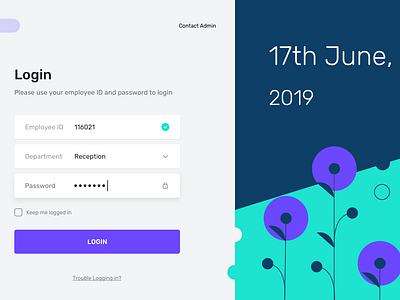 Contact Admin
Login
Please use your employee ID and password to login
Employee ID 116021
Department Reception
Password
Keep me logged in
LOGIN
Trouble Logging in?
17th June,
2019